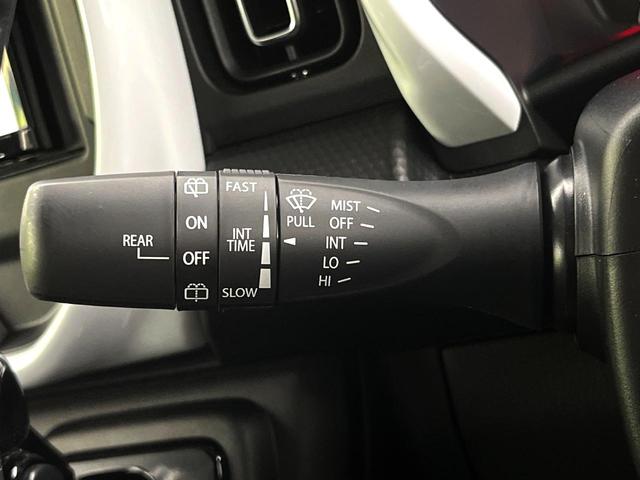 REAR
ON
OFF
FAST
INT
TIME
SLOW
PULL
MIST
OFF
INT
LO
HI